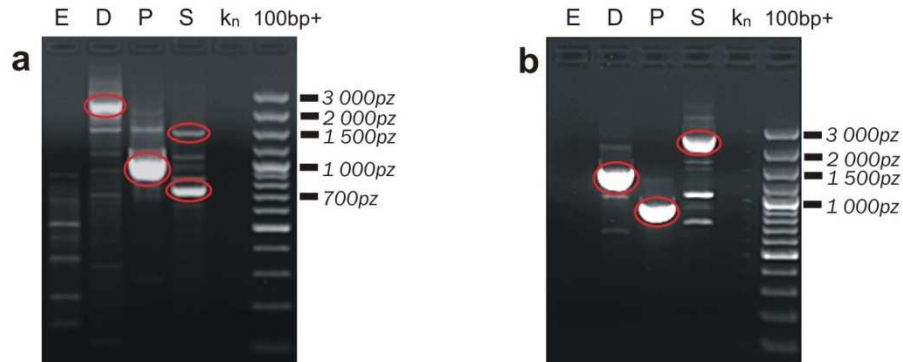 E D P S kn 100bp+
a
3 000pz
2 000pz
1 500pz
1 000pz
700pz
E D P S kn 100bp+
b
3 000pz
2 000pz
1 500pz
1 000pz